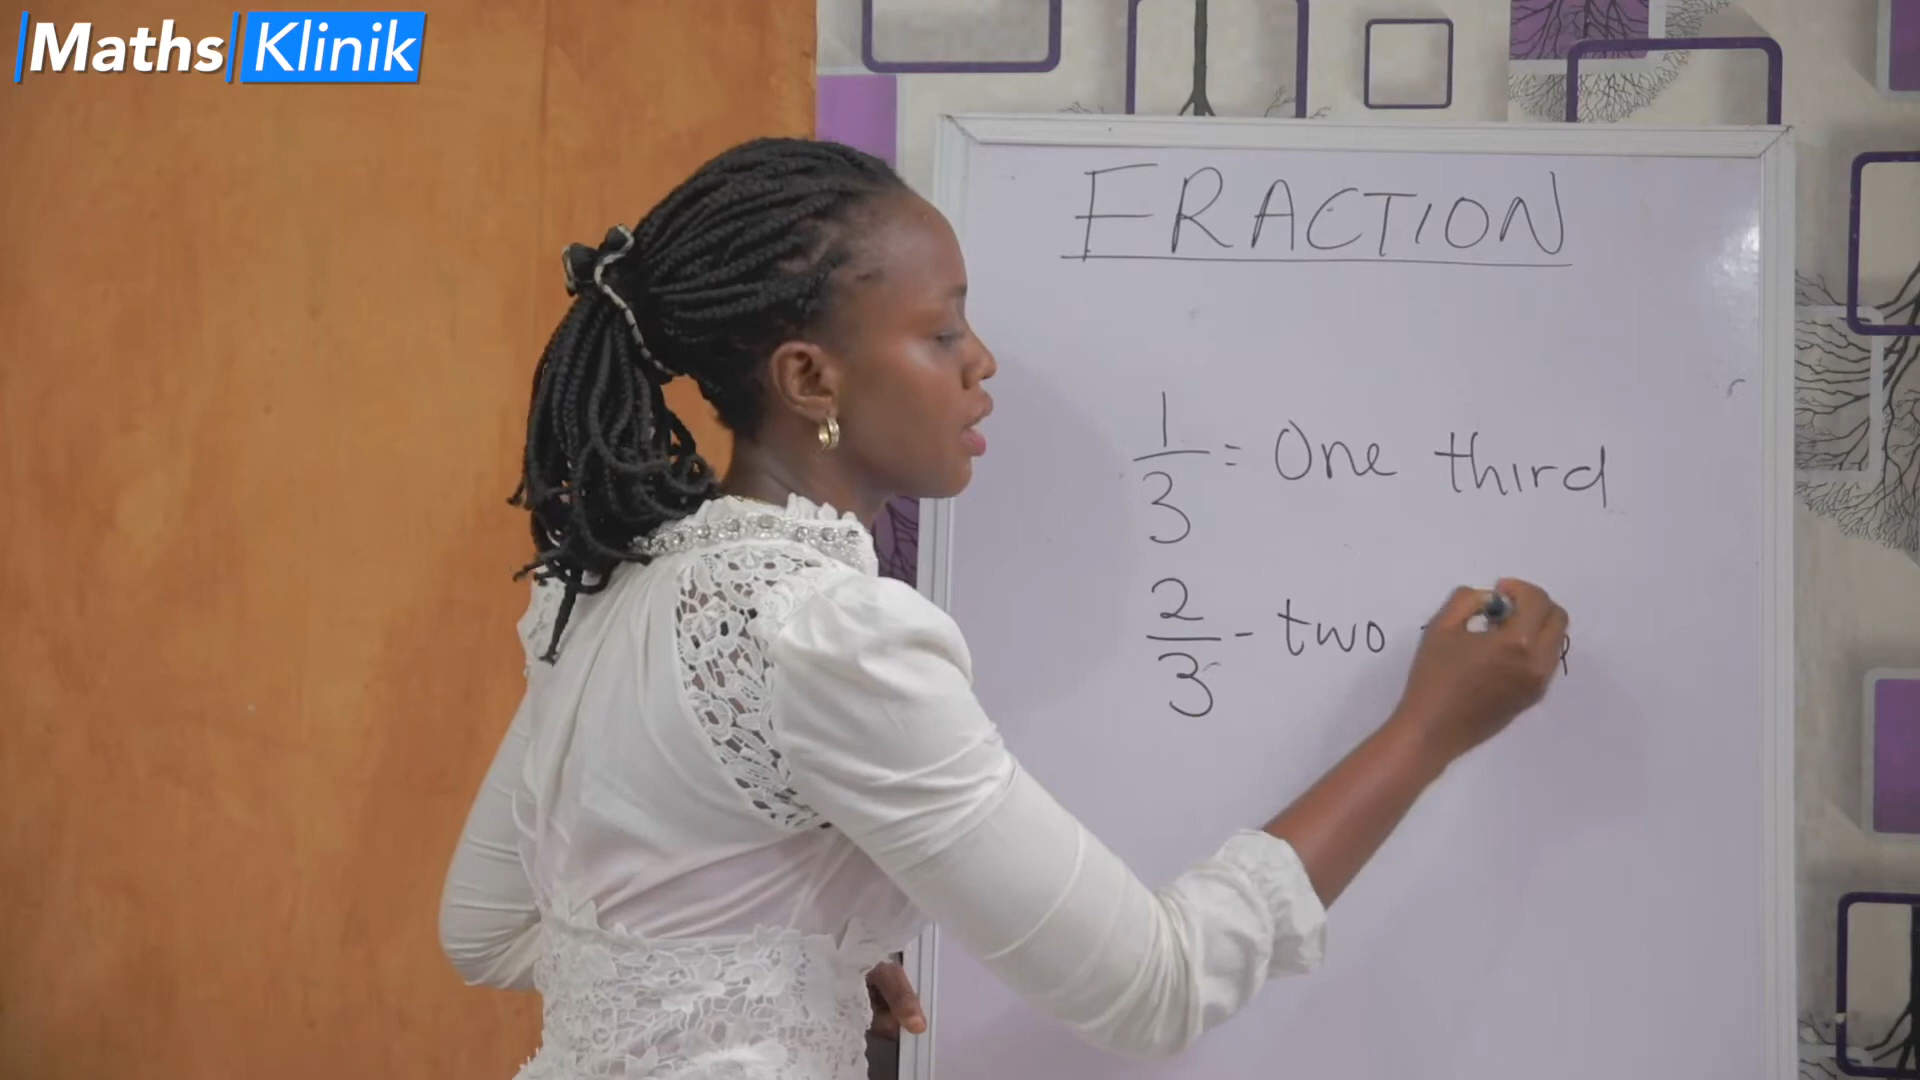 Maths Klinik
FRACTION
1/3 = One third
2/3 - two